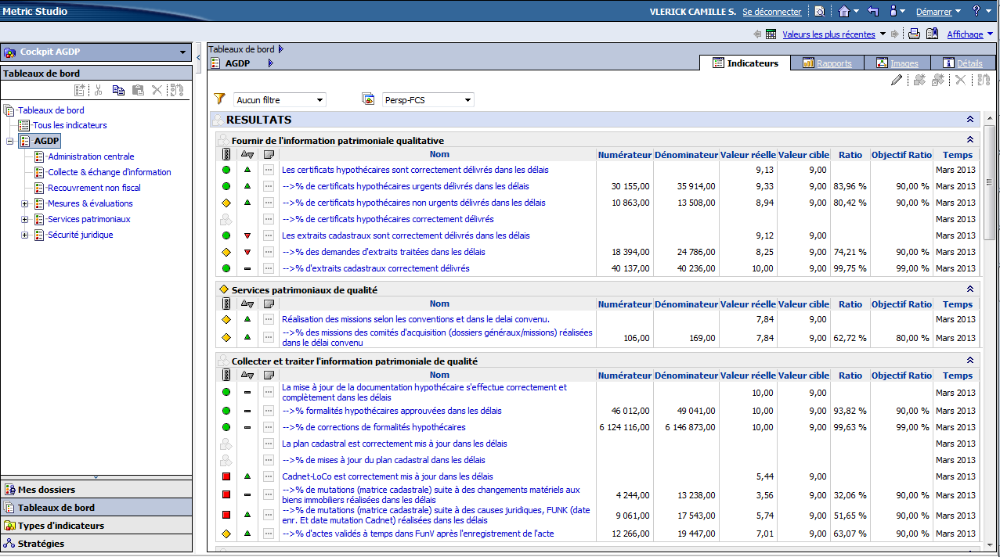 Metric Studio
VLERICK CAMILLE S. Se déconnecter Démarrer ?
Valeurs les plus récentes Affichage
Cockpit AGDP
Tableaux de bord
Tableaux de bord
Tous les indicateurs
AGDP
Administration centrale
Collecte & échange d'information
Recouvrement non fiscal
Mesures & évaluations
Services patrimoniaux
Sécurité juridique
Mes dossiers
Tableaux de bord
Types d'indicateurs
Stratégies
Tableaux de bord
AGDP
Indicateurs Rapports Images Détails
Aucun filtre Persp-FCS
RESULTATS
Fournir de l'information patrimoniale qualitative
Nom Numérateur Dénominateur Valeur réelle Valeur cible Ratio Objectif Ratio Temps
Les certificats hypothécaires sont correctement délivrés dans les délais 9,13 9,00 Mars 2013
-->% de certificats hypothécaires urgents délivrés dans les délais 30 155,00 35 914,00 9,33 9,00 83,96 % 90,00 % Mars 2013
-->% de certificats hypothécaires non urgents délivrés dans les délais 10 863,00 13 508,00 8,94 9,00 80,42 % 90,00 % Mars 2013
-->% de certificats hypothécaires correctement délivrés Mars 2013
Les extraits cadastraux sont correctement délivrés dans les délais 9,12 9,00 Mars 2013
-->% des demandes d'extraits traitées dans les délais 18 394,00 24 786,00 8,25 9,00 74,21 % 90,00 % Mars 2013
-->% d'extraits cadastraux correctement délivrés 40 137,00 40 236,00 10,00 9,00 99,75 % 99,00 % Mars 2013
Services patrimoniaux de qualité
Nom Numérateur Dénominateur Valeur réelle Valeur cible Ratio Objectif Ratio Temps
Réalisation des missions selon les conventions et dans le delai convenu. 7,84 9,00 Mars 2013
-->% des missions des comités d'acquisition (dossiers généraux/missions) réalisées
dans le délai convenu 106,00 169,00 7,84 9,00 62,72 % 80,00 % Mars 2013
Collecter et traiter l'information patrimoniale de qualité
Nom Numérateur Dénominateur Valeur réelle Valeur cible Ratio Objectif Ratio Temps
La mise à jour de la documentation hypothécaire s'effectue correctement et
complètement dans les délais 10,00 9,00 Mars 2013
-->% formalités hypothécaires approuvées dans les délais 46 012,00 49 041,00 10,00 9,00 93,82 % 90,00 % Mars 2013
-->% de corrections de formalités hypothécaires 6 124 116,00 6 146 873,00 10,00 9,00 99,63 % 99,00 % Mars 2013
La plan cadastral est correctement mis à jour dans les délais Mars 2013
-->% de mises à jour du plan cadastral dans les délais Mars 2013
Cadnet-LoCo est correctement mis à jour dans les délais 5,44 9,00 Mars 2013
-->% de mutations (matrice cadastrale) suite à des changements matériels aux
biens immobiliers réalisées dans les délais 4 244,00 13 238,00 3,56 9,00 32,06 % 90,00 % Mars 2013
-->% de mutations (matrice cadastrale) suite à des causes juridiques, FUNK (date
enr. Et date mutation Cadnet) réalisées dans les délais 9 061,00 17 543,00 5,74 9,00 51,65 % 90,00 % Mars 2013
-->% d'actes validés à temps dans FunV après l'enregistrement de l'acte 12 266,00 19 447,00 7,01 9,00 63,07 % 90,00 % Mars 2013